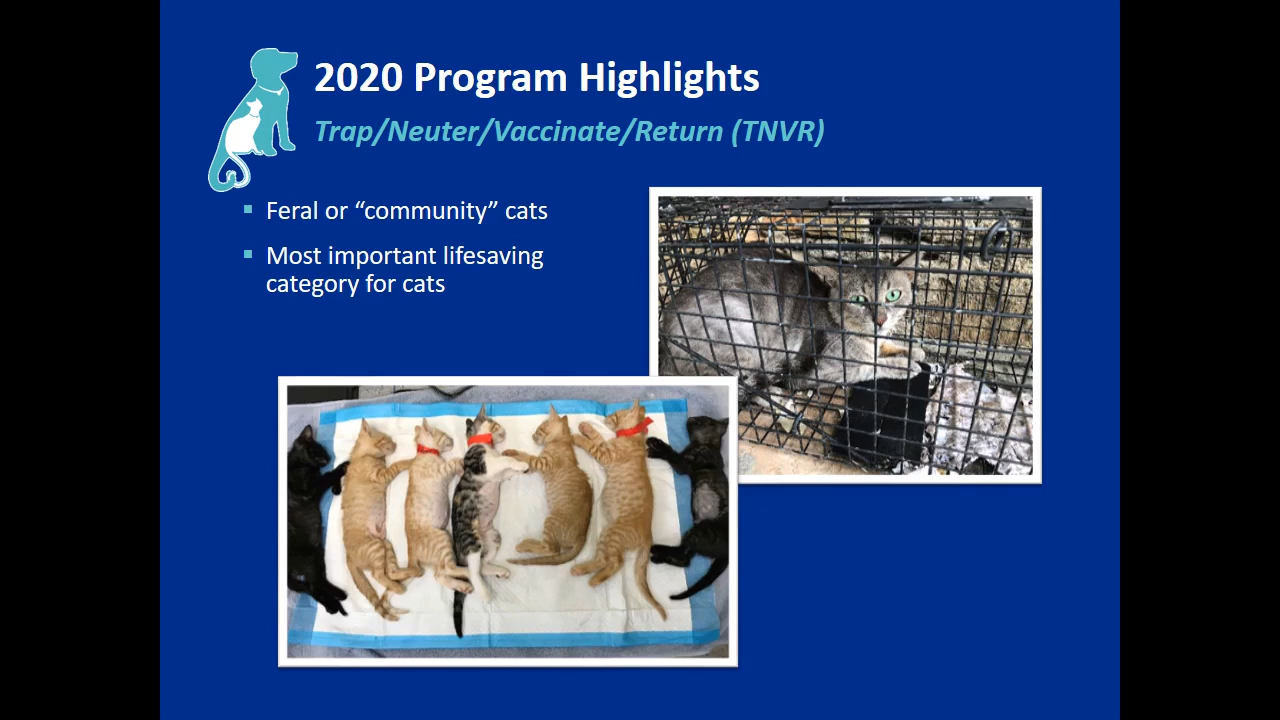 2020 Program Highlights
Trap/Neuter/Vaccinate/Return (TNVR)
Feral or “community” cats
Most important lifesaving
category for cats